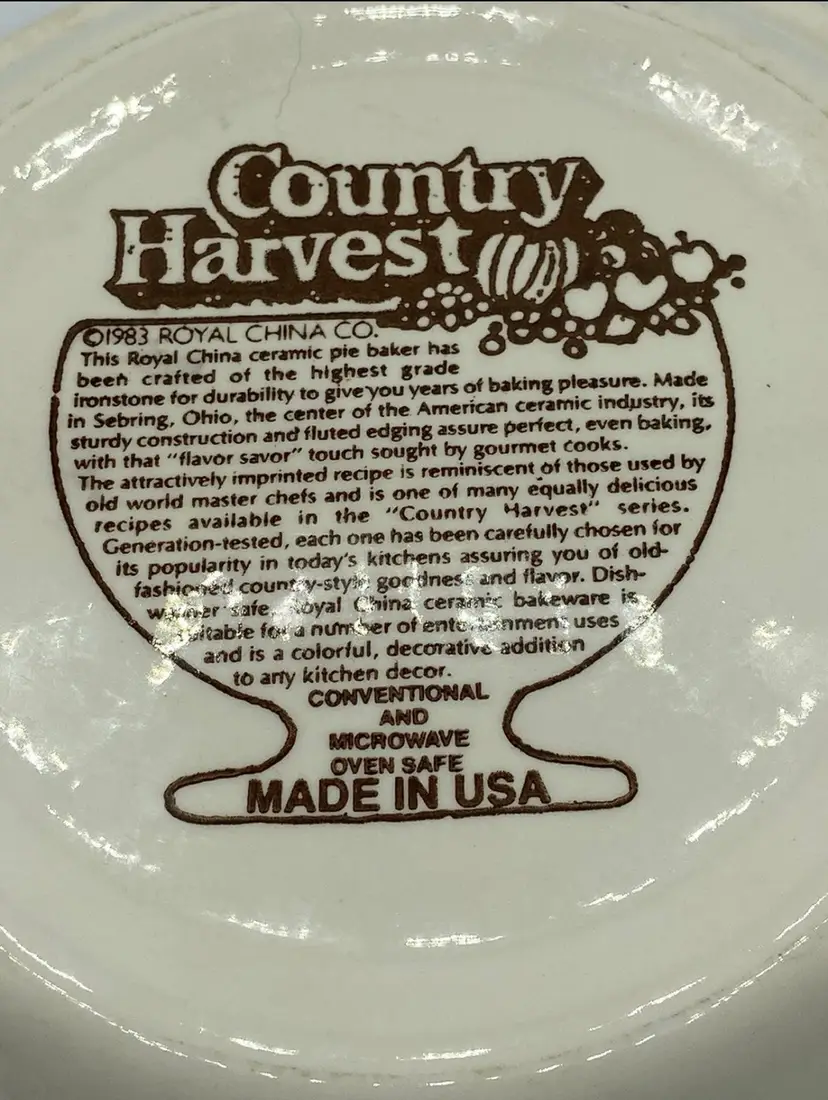 Country
Harvest
©1983 ROYAL CHINA CO.
This Royal China ceramic pie baker has
been crafted of the highest grade
ironstone for durability to give you years of baking pleasure. Made
in Sebring, Ohio, the center of the American ceramic industry, its
sturdy construction and fluted edging assure perfect, even baking,
with that "flavor savor" touch sought by gourmet cooks.
The attractively imprinted recipe is reminiscent of those used by
old world master chefs and is one of many equally delicious
recipes available in the "Country Harvest" series.
Generation-tested, each one has been carefully chosen for
its popularity in today's kitchens assuring you of old-
fashioned country-style goodness and flavor. Dish-
washer safe, Royal China ceramic bakeware is
suitable for a number of entertainment uses
and is a colorful, decorative addition
to any kitchen decor.
CONVENTIONAL
AND
MICROWAVE
OVEN SAFE
MADE IN USA